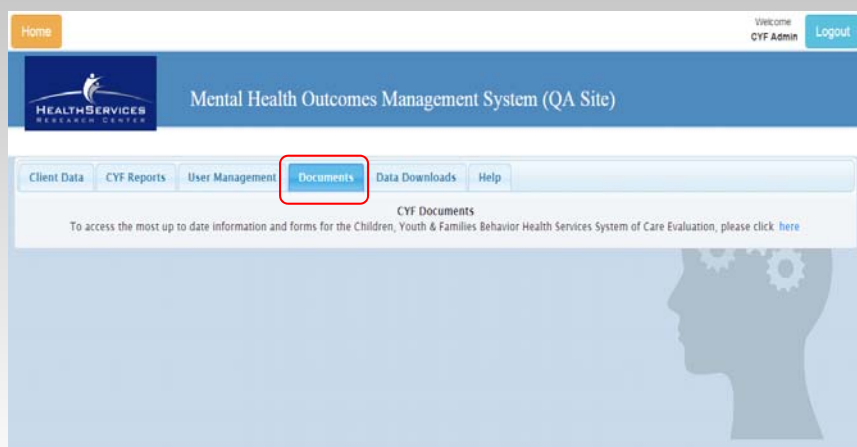 Home
Welcome
CYF Admin
Logout
HEALTHSERVICES
RESEARCH CENTER
Mental Health Outcomes Management System (QA Site)
Client Data CYF Reports User Management Documents Data Downloads Help
CYF Documents
To access the most up to date information and forms for the Children, Youth & Families Behavior Health Services System of Care Evaluation, please click here